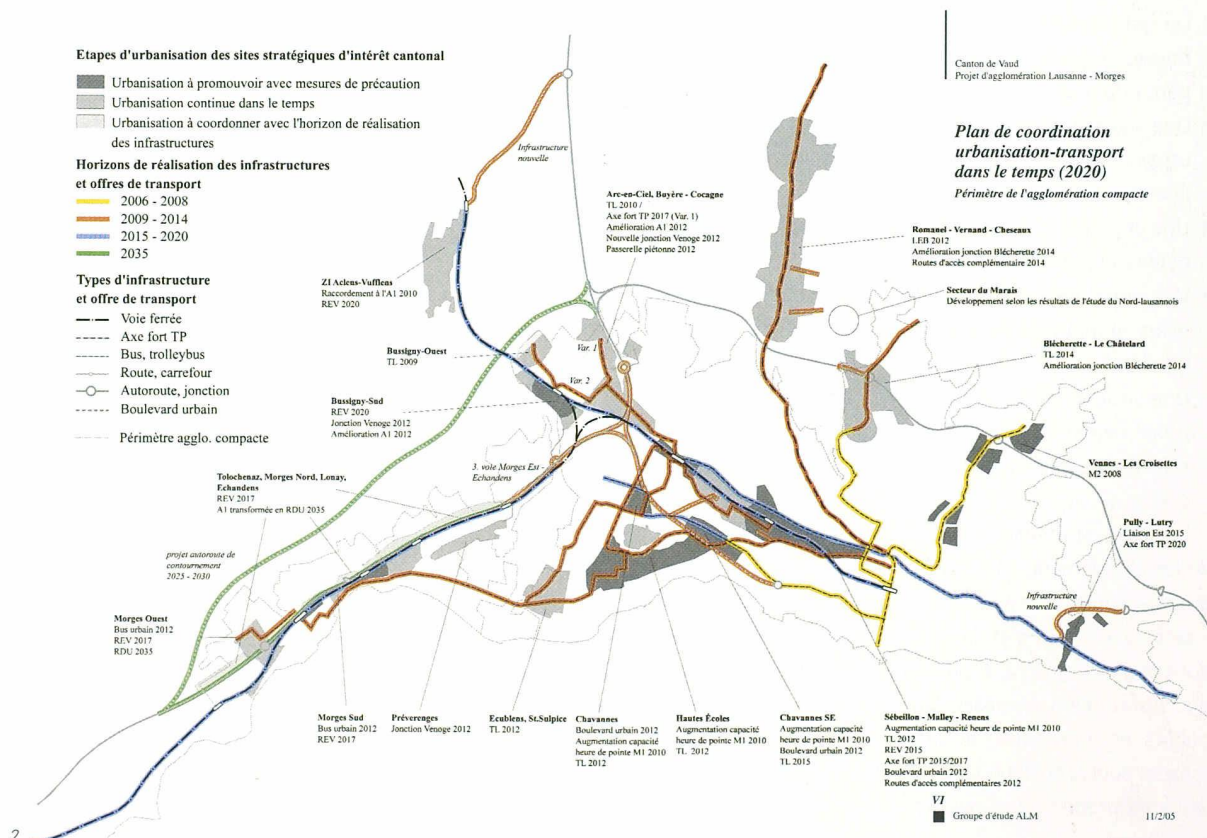 Etapes d'urbanisation des sites stratégiques d'intérêt cantonal
Urbanisation à promouvoir avec mesures de précaution
Urbanisation continue dans le temps
Urbanisation à coordonner avec l'horizon de réalisation
des infrastructures
Horizons de réalisation des infrastructures
et offres de transport
2006 - 2008
2009 - 2014
2015 - 2020
2035
Types d'infrastructure
et offre de transport
Voie ferrée
Axe fort TP
Bus, trolleybus
Route, carrefour
Autoroute, jonction
Boulevard urbain
Périmètre agglo. compacte
Canton de Vaud
Projet d'agglomération Lausanne - Morges
Plan de coordination
urbanisation-transport
dans le temps (2020)
Périmètre de l'agglomération compacte
Infrastructure
nouvelle
Arc-en-Ciel, Buyère - Cocagne
TL 2010 /
Axe fort TP 2017 (Var. 1)
Amélioration A1 2012
Nouvelle jonction Venoge 2012
Passerelle piétonne 2012
Romanel - Vernand - Cheseaux
LEB 2012
Amélioration jonction Blécherette 2014
Routes d'accès complémentaire 2014
Secteur du Marais
Développement selon les résultats de l'étude du Nord-lausannois
ZI Aclens-Vufflens
Raccordement à l'A1 2010
REV 2020
Blécherette - Le Châtelard
TL 2014
Amélioration jonction Blécherette 2014
Bussigny-Ouest
TL 2009
Var. 1
Var. 2
Bussigny-Sud
REV 2020
Jonction Venoge 2012
Amélioration A1 2012
Vennes - Les Croisettes
M2 2008
3. voie Morges Est -
Echandens
Tolochenaz, Morges Nord, Lonay,
Echandens
REV 2017
A1 transformée en RDU 2035
Pully - Lutry
Liaison Est 2015
Axe fort TP 2020
projet autoroute de
contournement
2025 - 2030
Infrastructure
nouvelle
Morges Ouest
Bus urbain 2012
REV 2017
RDU 2035
Morges Sud
Bus urbain 2012
REV 2017
Préverenges
Jonction Venoge 2012
Ecublens, St.Sulpice
TL 2012
Chavannes
Boulevard urbain 2012
Augmentation capacité
heure de pointe M1 2010
TL 2012
Hautes Écoles
Augmentation capacité
heure de pointe M1 2010
TL 2012
Chavannes SE
Augmentation capacité
heure de pointe M1 2010
Boulevard urbain 2012
TL 2015
Sébeillon - Malley - Renens
Augmentation capacité heure de pointe M1 2010
TL 2012
REV 2015
Axe fort TP 2015/2017
Boulevard urbain 2012
Routes d'accès complémentaires 2012
VI
Groupe d'étude ALM
11/2/05
2